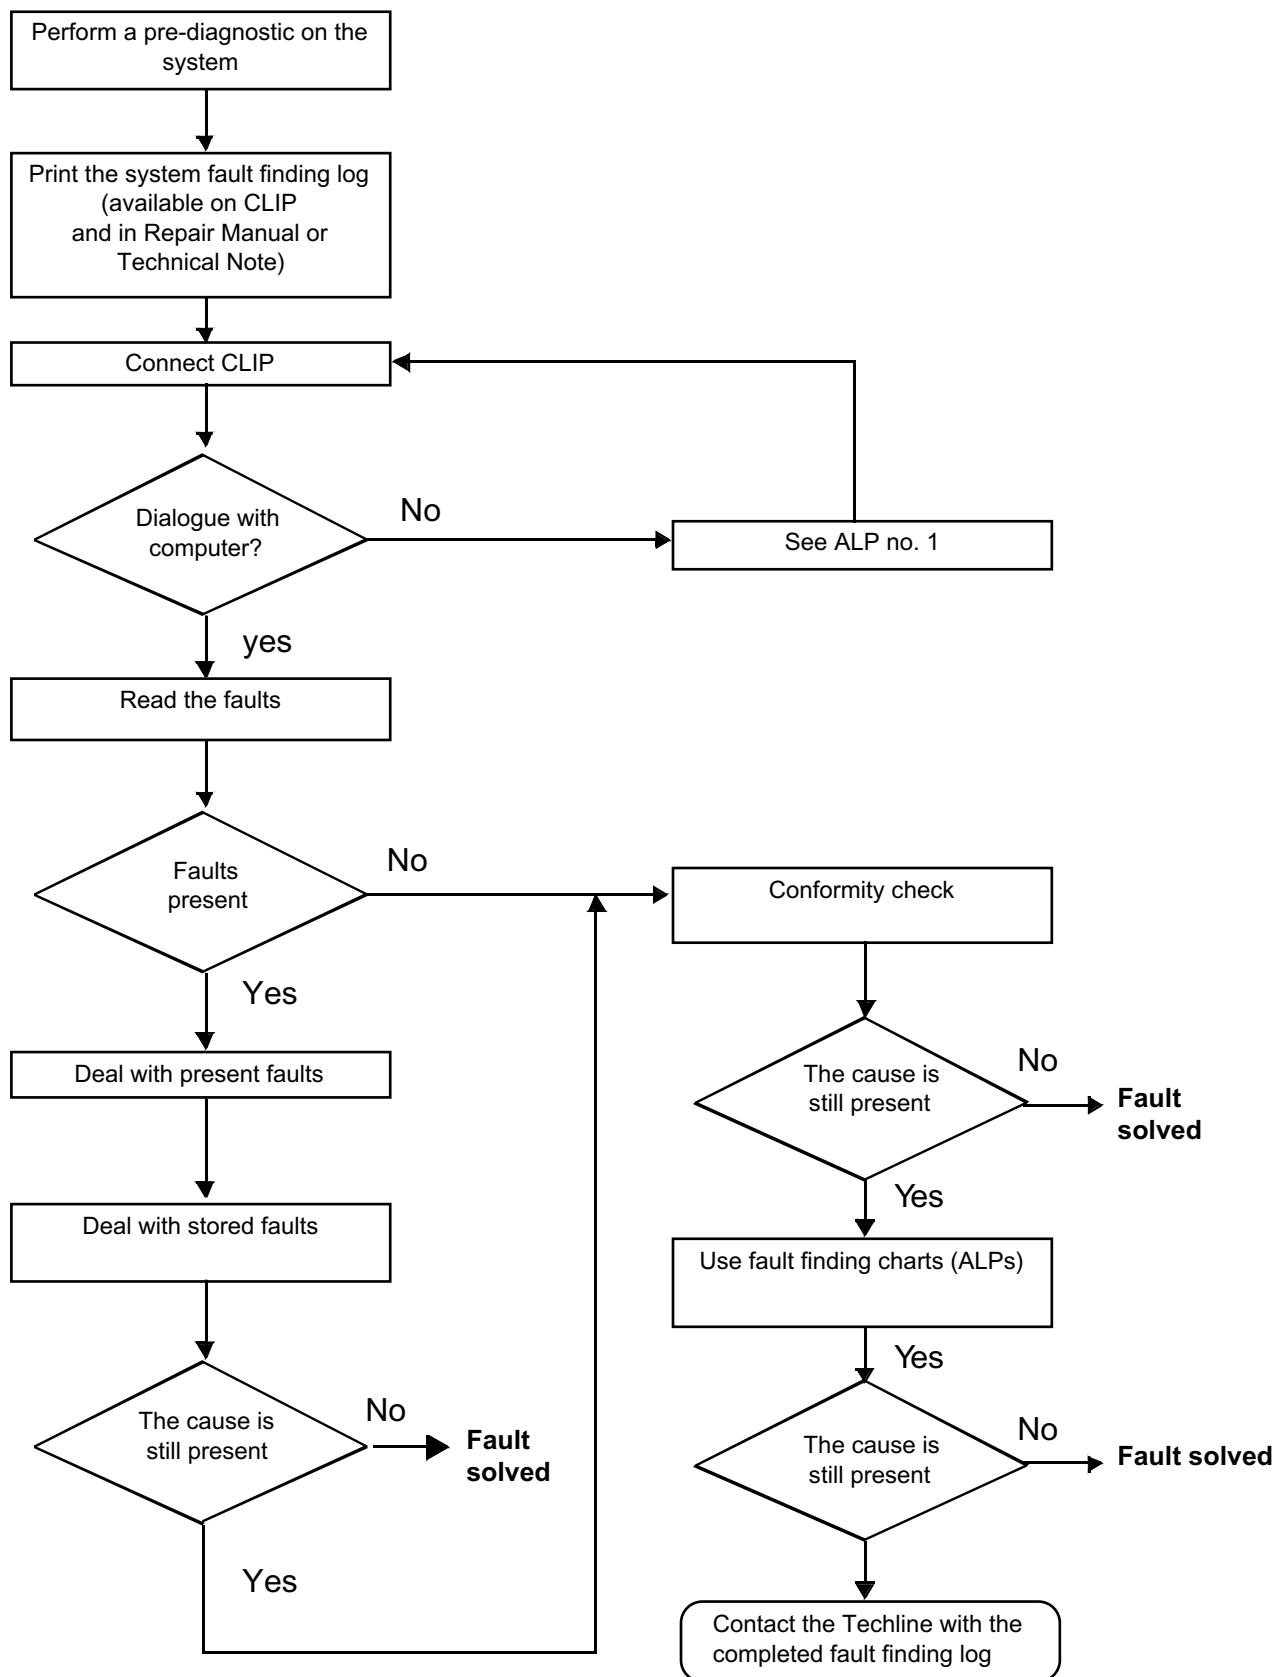 Perform a pre-diagnostic on the
system
Print the system fault finding log
(available on CLIP
and in Repair Manual or
Technical Note)
Connect CLIP
Dialogue with
computer?
No
See ALP no. 1
yes
Read the faults
Faults
present
No
Conformity check
Yes
Deal with present faults
The cause is
still present
No
Fault
solved
Yes
Deal with stored faults
Use fault finding charts (ALPs)
Yes
The cause is
still present
No
Fault
solved
The cause is
still present
No
Fault solved
Yes
Contact the Techline with the
completed fault finding log